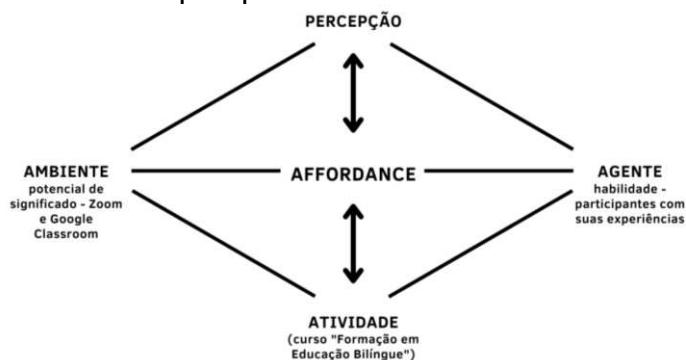 PERCEPÇÃO
AMBIENTE
potencial de
significado - Zoom
e Google
Classroom
AFFORDANCE
AGENTE
habilidade -
participantes com
suas experiências
ATIVIDADE
(curso "Formação em
Educação Bilíngue")